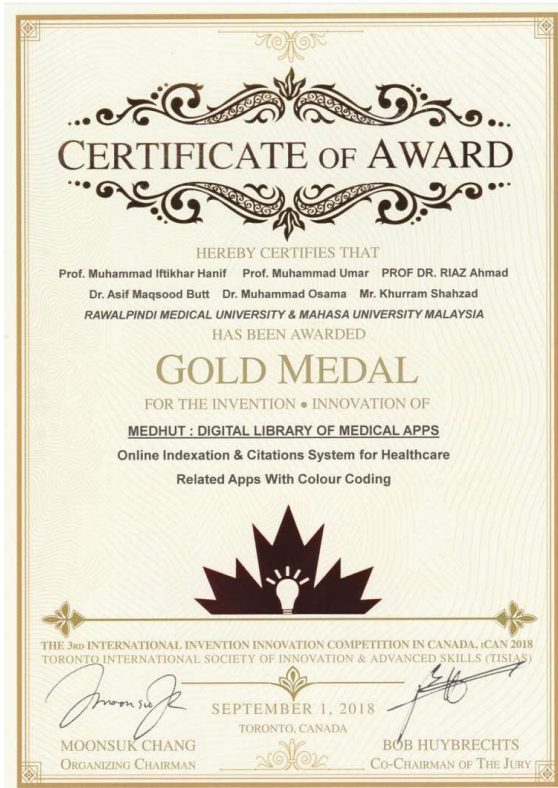 CERTIFICATE OF AWARD
HEREBY CERTIFIES THAT
Prof. Muhammad Iftikhar Hanif Prof. Muhammad Umar PROF DR. RIAZ Ahmad
Dr. Asif Maqsood Butt Dr. Muhammad Osama Mr. Khurram Shahzad
RAWALPINDI MEDICAL UNIVERSITY & MAHASA UNIVERSITY MALAYSIA
HAS BEEN AWARDED
GOLD MEDAL
FOR THE INVENTION • INNOVATION OF
MEDHUT : DIGITAL LIBRARY OF MEDICAL APPS
Online Indexation & Citations System for Healthcare
Related Apps With Colour Coding
THE 3RD INTERNATIONAL INVENTION INNOVATION COMPETITION IN CANADA, iCAN 2018
TORONTO INTERNATIONAL SOCIETY OF INNOVATION & ADVANCED SKILLS (TISIAS)
SEPTEMBER 1, 2018
TORONTO, CANADA
MOONSUK CHANG
ORGANIZING CHAIRMAN
BOB HUYBRECHTS
CO-CHAIRMAN OF THE JURY